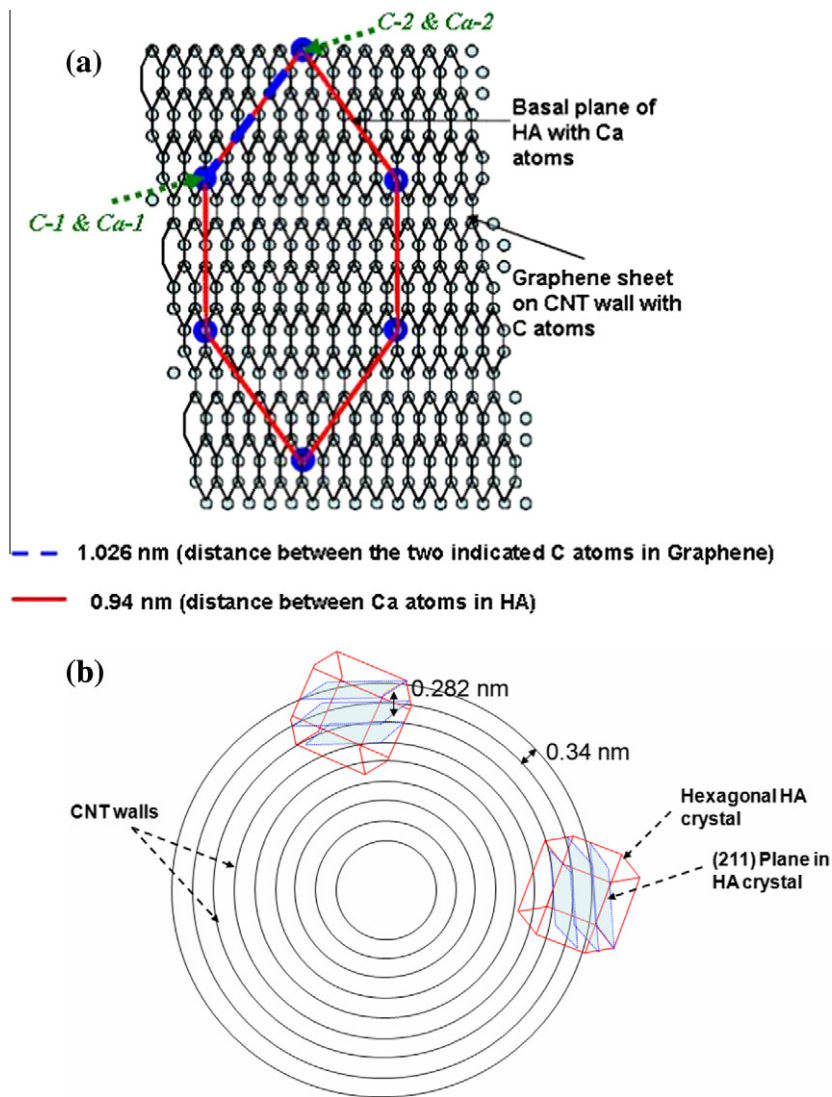 C-2 & Ca-2
(a)
Basal plane of
HA with Ca
atoms
C-1 & Ca-1
Graphene sheet
on CNT wall with
C atoms
1.026 nm (distance between the two indicated C atoms in Graphene)
0.94 nm (distance between Ca atoms in HA)
(b)
0.282 nm
0.34 nm
CNT walls
Hexagonal HA
crystal
(211) Plane in
HA crystal